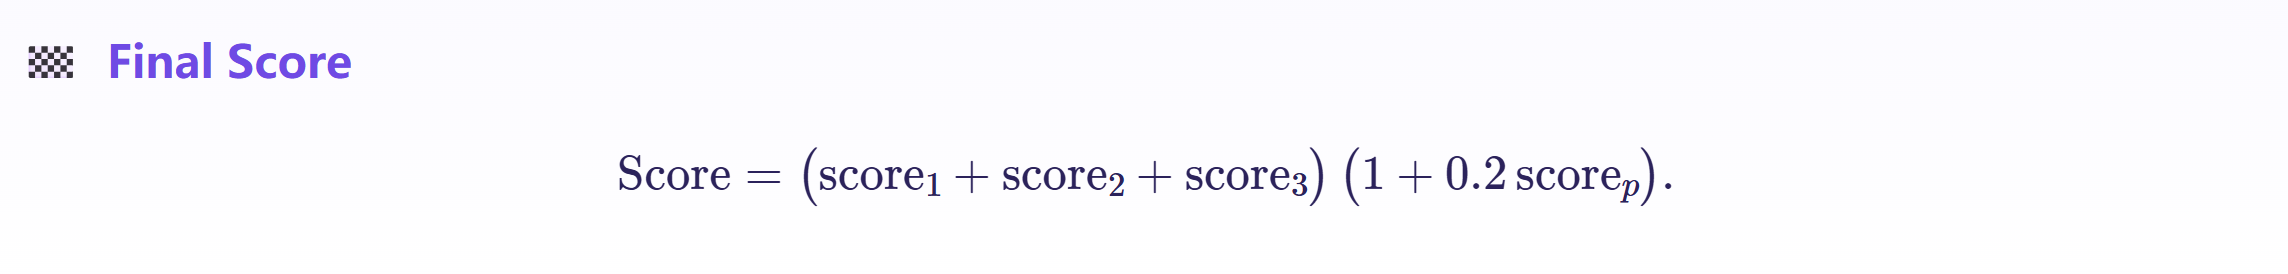 Final Score
Score = (score₁ + score₂ + score₃) (1 + 0.2 scoreₚ).